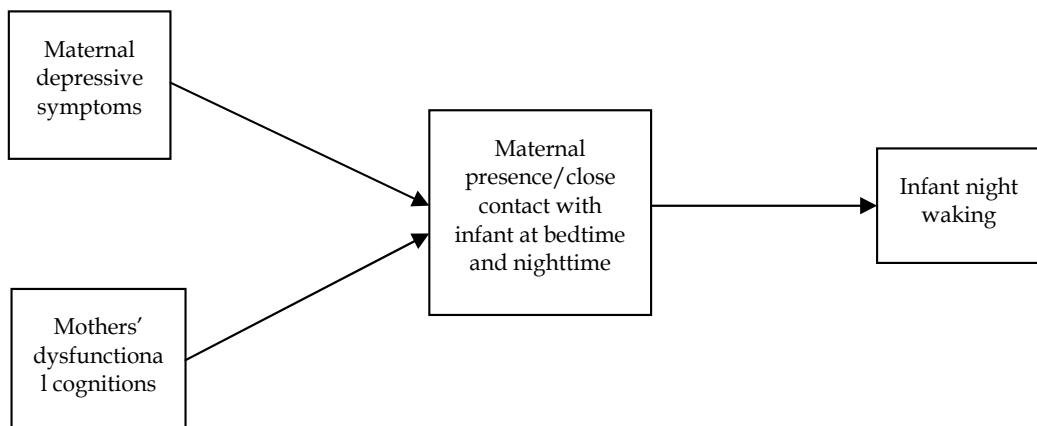 Maternal
depressive
symptoms
Mothers’
dysfunctiona
l cognitions
Maternal
presence/close
contact with
infant at bedtime
and nighttime
Infant night
waking